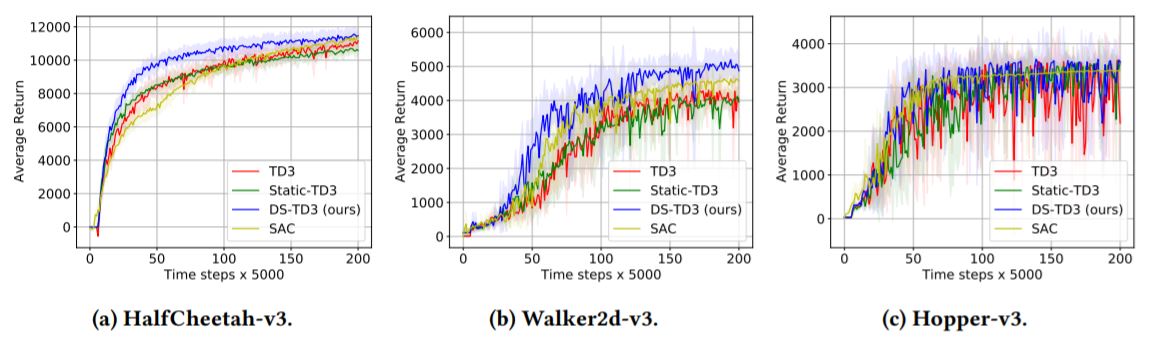 12000
10000
8000
6000
4000
2000
0
Average Return
TD3
Static-TD3
DS-TD3 (ours)
SAC
0 50 100 150 200
Time steps x 5000
(a) HalfCheetah-v3.
6000
5000
4000
3000
2000
1000
0
Average Return
TD3
Static-TD3
DS-TD3 (ours)
SAC
0 50 100 150 200
Time steps x 5000
(b) Walker2d-v3.
4000
3000
2000
1000
0
Average Return
TD3
Static-TD3
DS-TD3 (ours)
SAC
0 50 100 150 200
Time steps x 5000
(c) Hopper-v3.